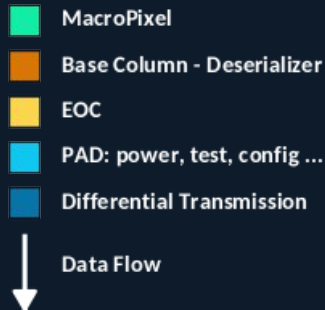 MacroPixel
Base Column - Deserializer
EOC
PAD: power, test, config ...
Differential Transmission
Data Flow